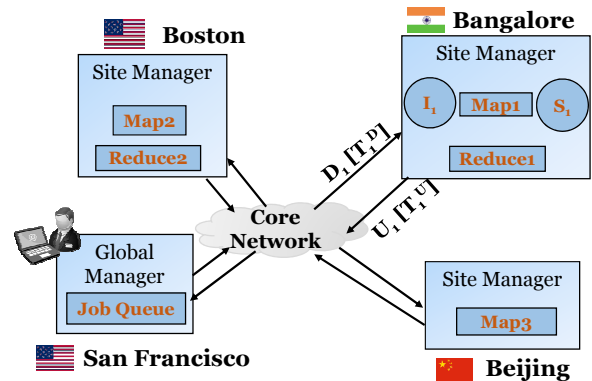 Boston
Site Manager
Map2
Reduce2
Bangalore
Site Manager
I₁
Map1
S₁
Reduce1
D₁ [T₁ᴰ]
U₁ [T₁ᵁ]
Core
Network
Global
Manager
Job Queue
San Francisco
Site Manager
Map3
Beijing